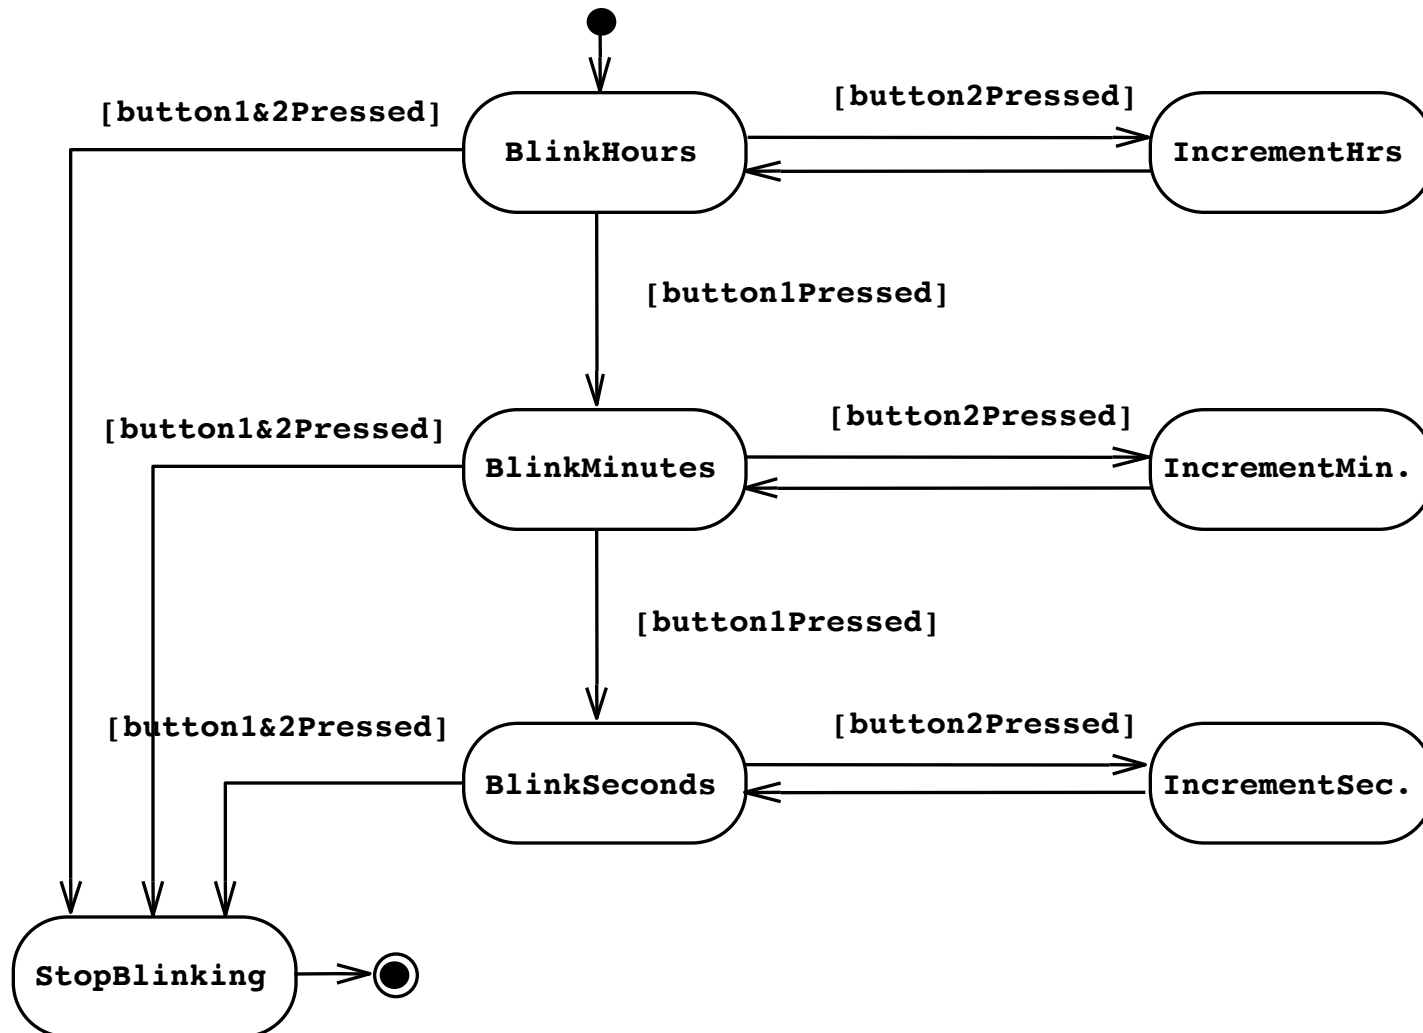 [button1&2Pressed]
[button2Pressed]
BlinkHours
IncrementHrs
[button1Pressed]
[button1&2Pressed]
[button2Pressed]
BlinkMinutes
IncrementMin.
[button1Pressed]
[button1&2Pressed]
[button2Pressed]
BlinkSeconds
IncrementSec.
StopBlinking